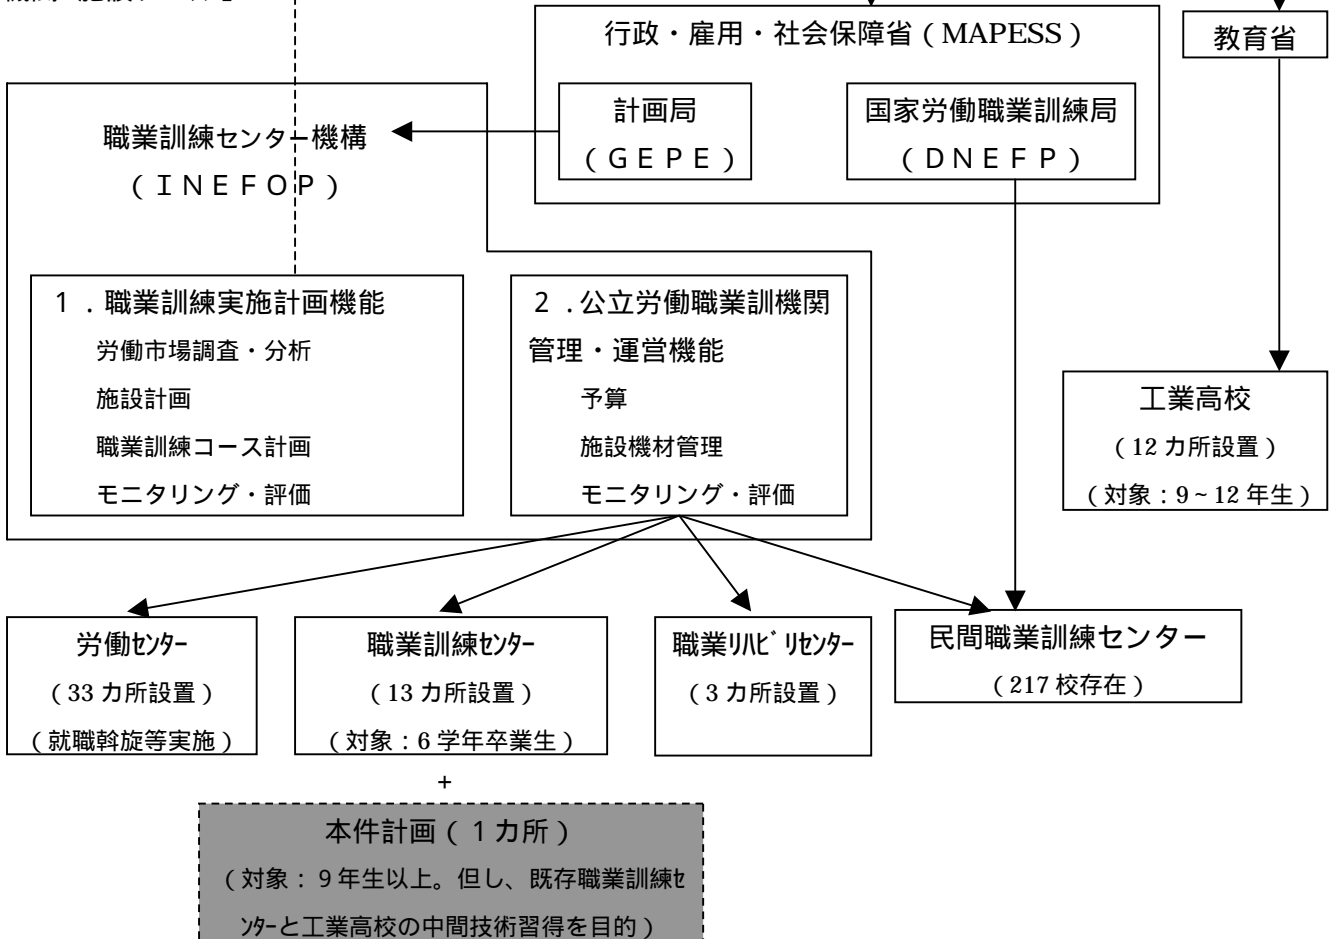 行政・雇用・社会保障省（MAPESS）
教育省
計画局
（ＧＥＰＥ）
国家労働職業訓練局
（ＤＮＥＦＰ）
職業訓練センター機構
（ＩＮＥＦＯＰ）
１．職業訓練実施計画機能
労働市場調査・分析
施設計画
職業訓練コース計画
モニタリング・評価
２．公立労働職業訓機関
管理・運営機能
予算
施設機材管理
モニタリング・評価
工業高校
（12カ所設置）
（対象：9~12年生）
労働ｾﾝﾀｰ
（33カ所設置）
（就職斡旋等実施）
職業訓練ｾﾝﾀｰ
（13カ所設置）
（対象：6学年卒業生）
職業ﾘﾊﾋﾞﾘｾﾝﾀｰ
（3カ所設置）
民間職業訓練センター
（217校存在）
+
本件計画（１カ所）
（対象：９年生以上。但し、既存職業訓練ｾ
ﾝﾀｰと工業高校の中間技術習得を目的）